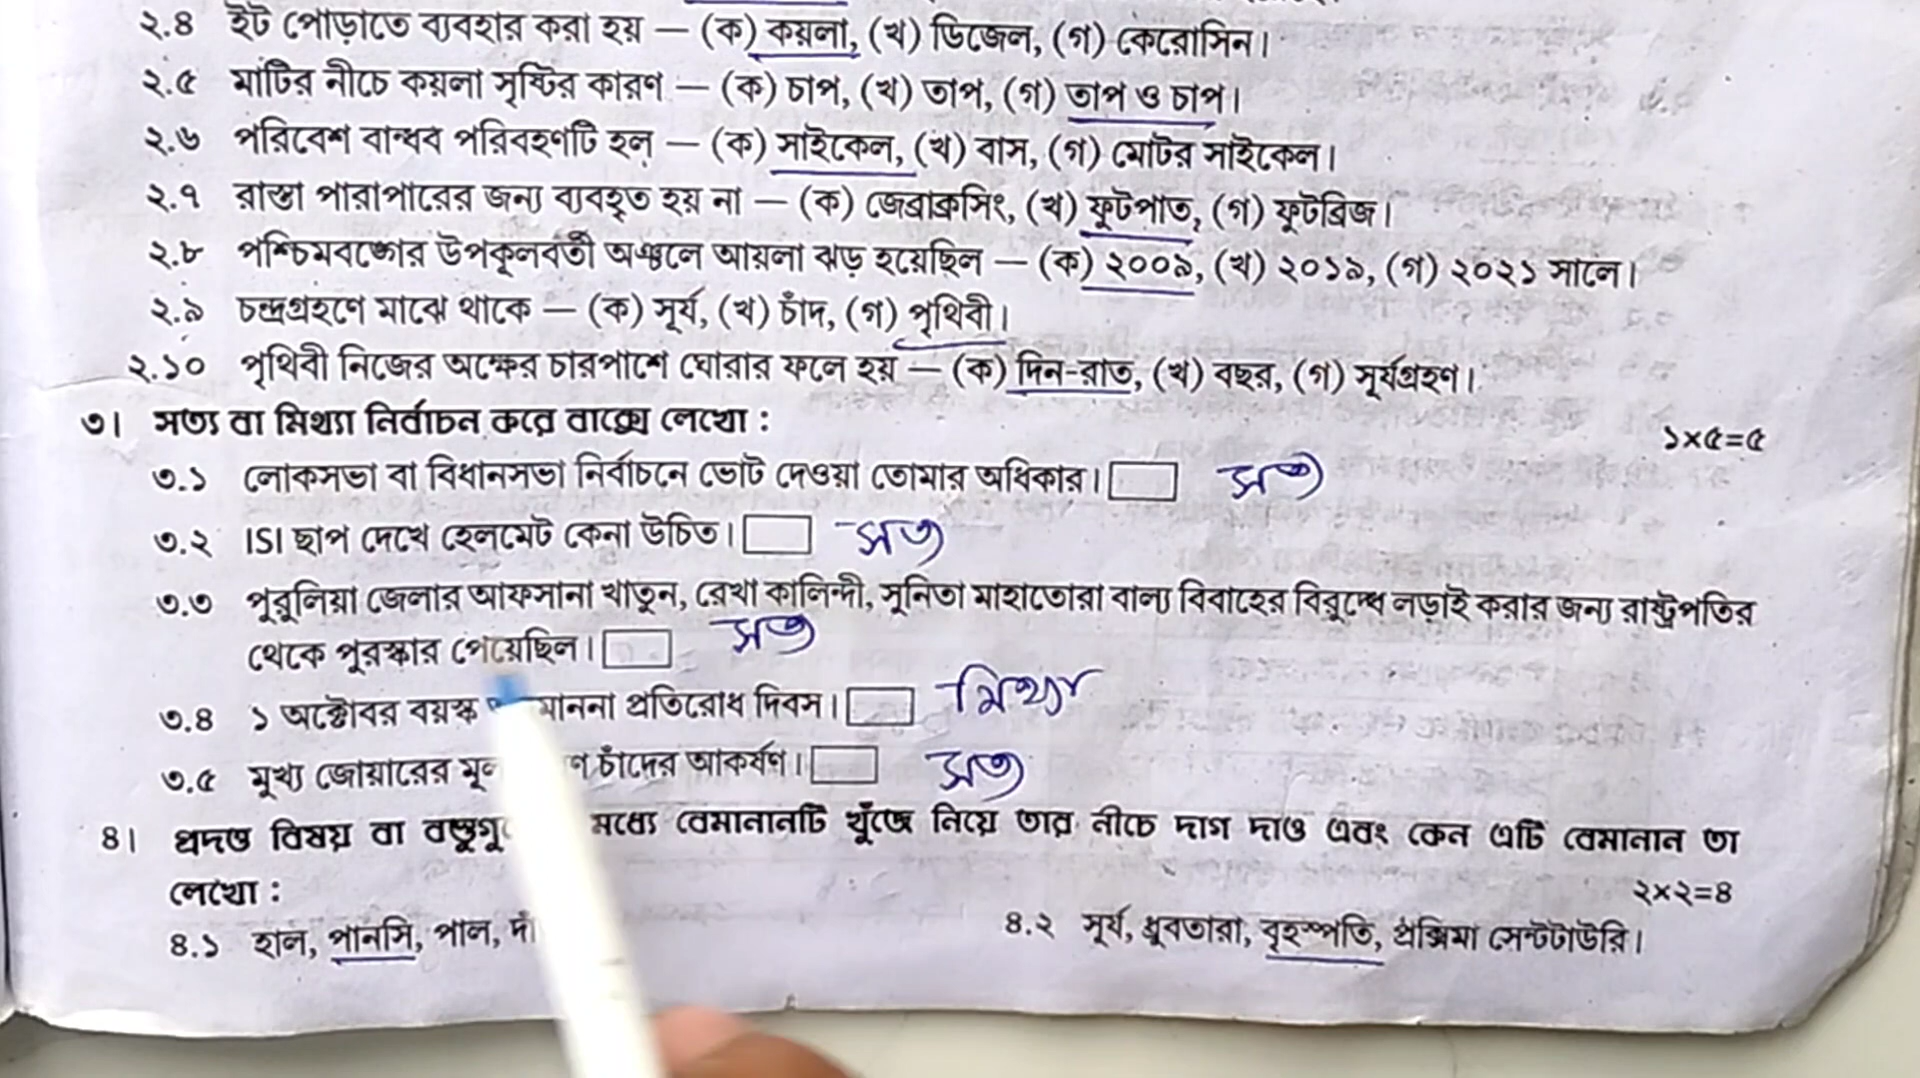 ২.৪ ইট পোড়াতে ব্যবহার করা হয় — (ক) কয়লা, (খ) ডিজেল, (গ) কেরোসিন।
২.৫ মাটির নীচে কয়লা সৃষ্টির কারণ — (ক) চাপ, (খ) তাপ, (গ) তাপ ও চাপ।
২.৬ পরিবেশ বান্ধব পরিবহণটি হল — (ক) সাইকেল, (খ) বাস, (গ) মোটর সাইকেল।
২.৭ রাস্তা পারাপারের জন্য ব্যবহৃত হয় না — (ক) জেব্রাক্রসিং, (খ) ফুটপাত, (গ) ফুটব্রিজ।
২.৮ পশ্চিমবঙ্গের উপকূলবর্তী অঞ্চলে আয়লা ঝড় হয়েছিল — (ক) ২০০৯, (খ) ২০১৯, (গ) ২০২১ সালে।
২.৯ চন্দ্রগ্রহণে মাঝে থাকে — (ক) সূর্য, (খ) চাঁদ, (গ) পৃথিবী।
২.১০ পৃথিবী নিজের অক্ষের চারপাশে ঘোরার ফলে হয় — (ক) দিন-রাত, (খ) বছর, (গ) সূর্যগ্রহণ।
৩। সত্য বা মিথ্যা নির্বাচন করে বাক্সে লেখো : ১×৫=৫
৩.১ লোকসভা বা বিধানসভা নির্বাচনে ভোট দেওয়া তোমার অধিকার। সত্য
৩.২ ISI ছাপ দেখে হেলমেট কেনা উচিত। সত্য
৩.৩ পুরুলিয়া জেলার আফসানা খাতুন, রেখা কালিন্দী, সুনিতা মাহাতোরা বাল্য বিবাহের বিরুদ্ধে লড়াই করার জন্য রাষ্ট্রপতির
থেকে পুরস্কার পেয়েছিল। সত্য
৩.৪ ১ অক্টোবর বয়স্ক মাননা প্রতিরোধ দিবস। মিথ্যা
৩.৫ মুখ্য জোয়ারের মূল ণ চাঁদের আকর্ষণ। সত্য
৪। প্রদত্ত বিষয় বা বস্তুগু মধ্যে বেমানানটি খুঁজে নিয়ে তার নীচে দাগ দাও এবং কেন এটি বেমানান তা
লেখো : ২×২=৪
৪.১ হাল, পানসি, পাল, দাঁ ৪.২ সূর্য, ধ্রুবতারা, বৃহস্পতি, প্রক্সিমা সেন্টটাউরি।